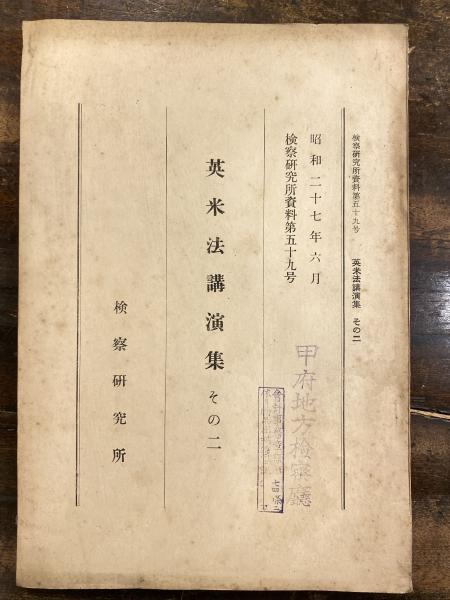 検察研究所資料第五十九号 英米法講演集 その二
昭和二十七年六月
検察研究所資料第五十九号
甲府地方検察廳
英米法講演集 その二
検察研究所